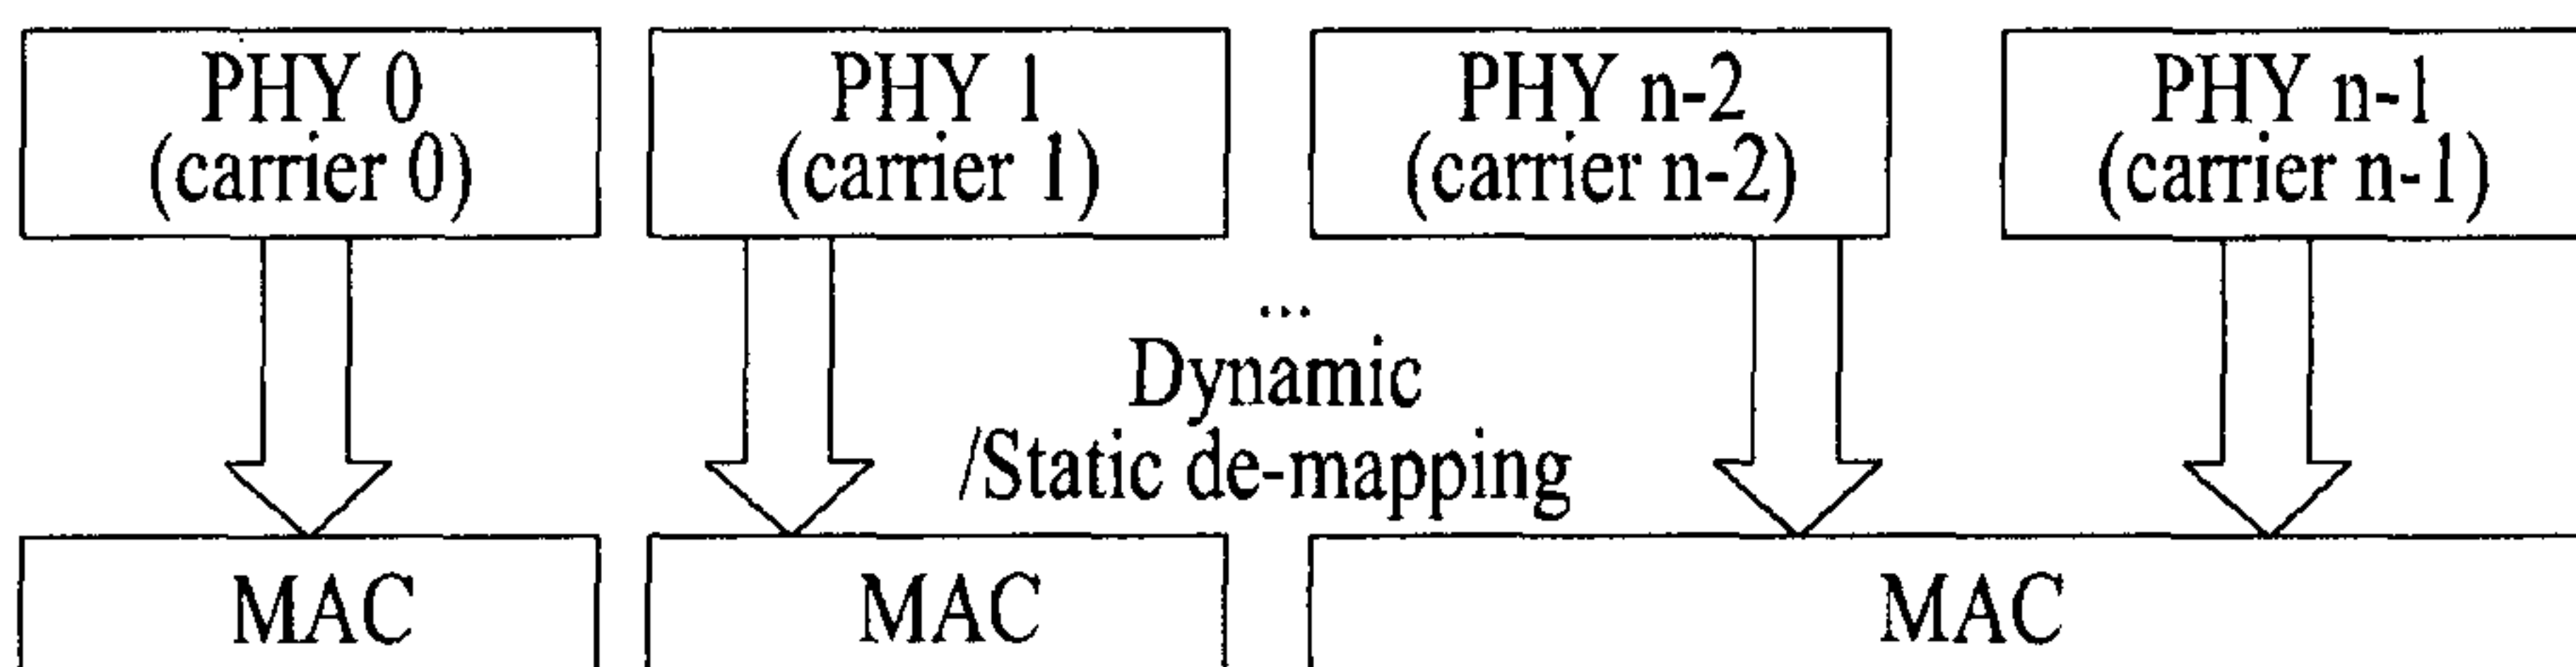 PHY 0
(carrier 0)
PHY 1
(carrier 1)
PHY n-2
(carrier n-2)
PHY n-1
(carrier n-1)
...
Dynamic
/Static de-mapping
MAC
MAC
MAC